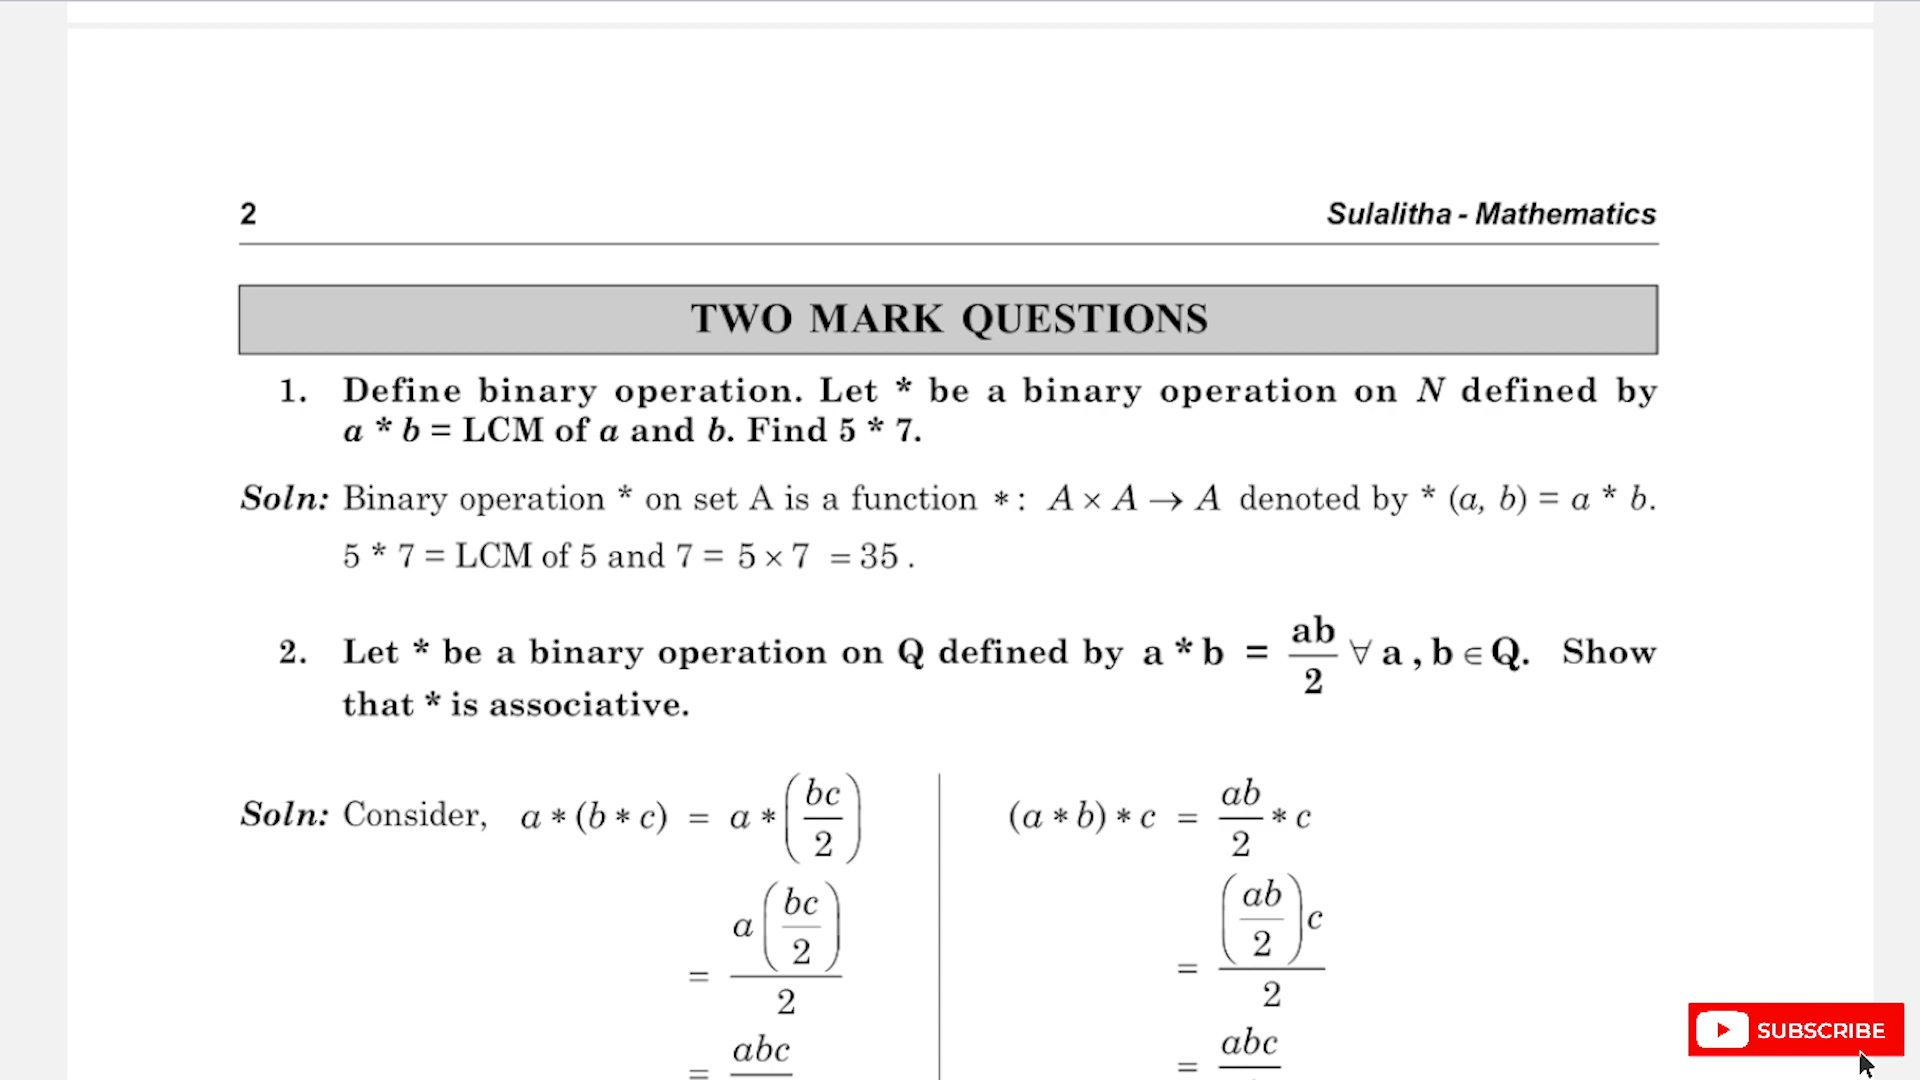 2 Sulalitha - Mathematics
TWO MARK QUESTIONS
1. Define binary operation. Let * be a binary operation on N defined by
a * b = LCM of a and b. Find 5 * 7.
Soln: Binary operation * on set A is a function * : A × A → A denoted by * (a, b) = a * b.
5 * 7 = LCM of 5 and 7 = 5 × 7 = 35 .
2. Let * be a binary operation on Q defined by a * b = ab/2 ∀ a , b ∈ Q. Show
that * is associative.
Soln: Consider, a * (b * c) = a * (bc/2)
= a(bc/2)/2
= abc
(a * b) * c = ab/2 * c
= (ab/2)c/2
= abc
SUBSCRIBE